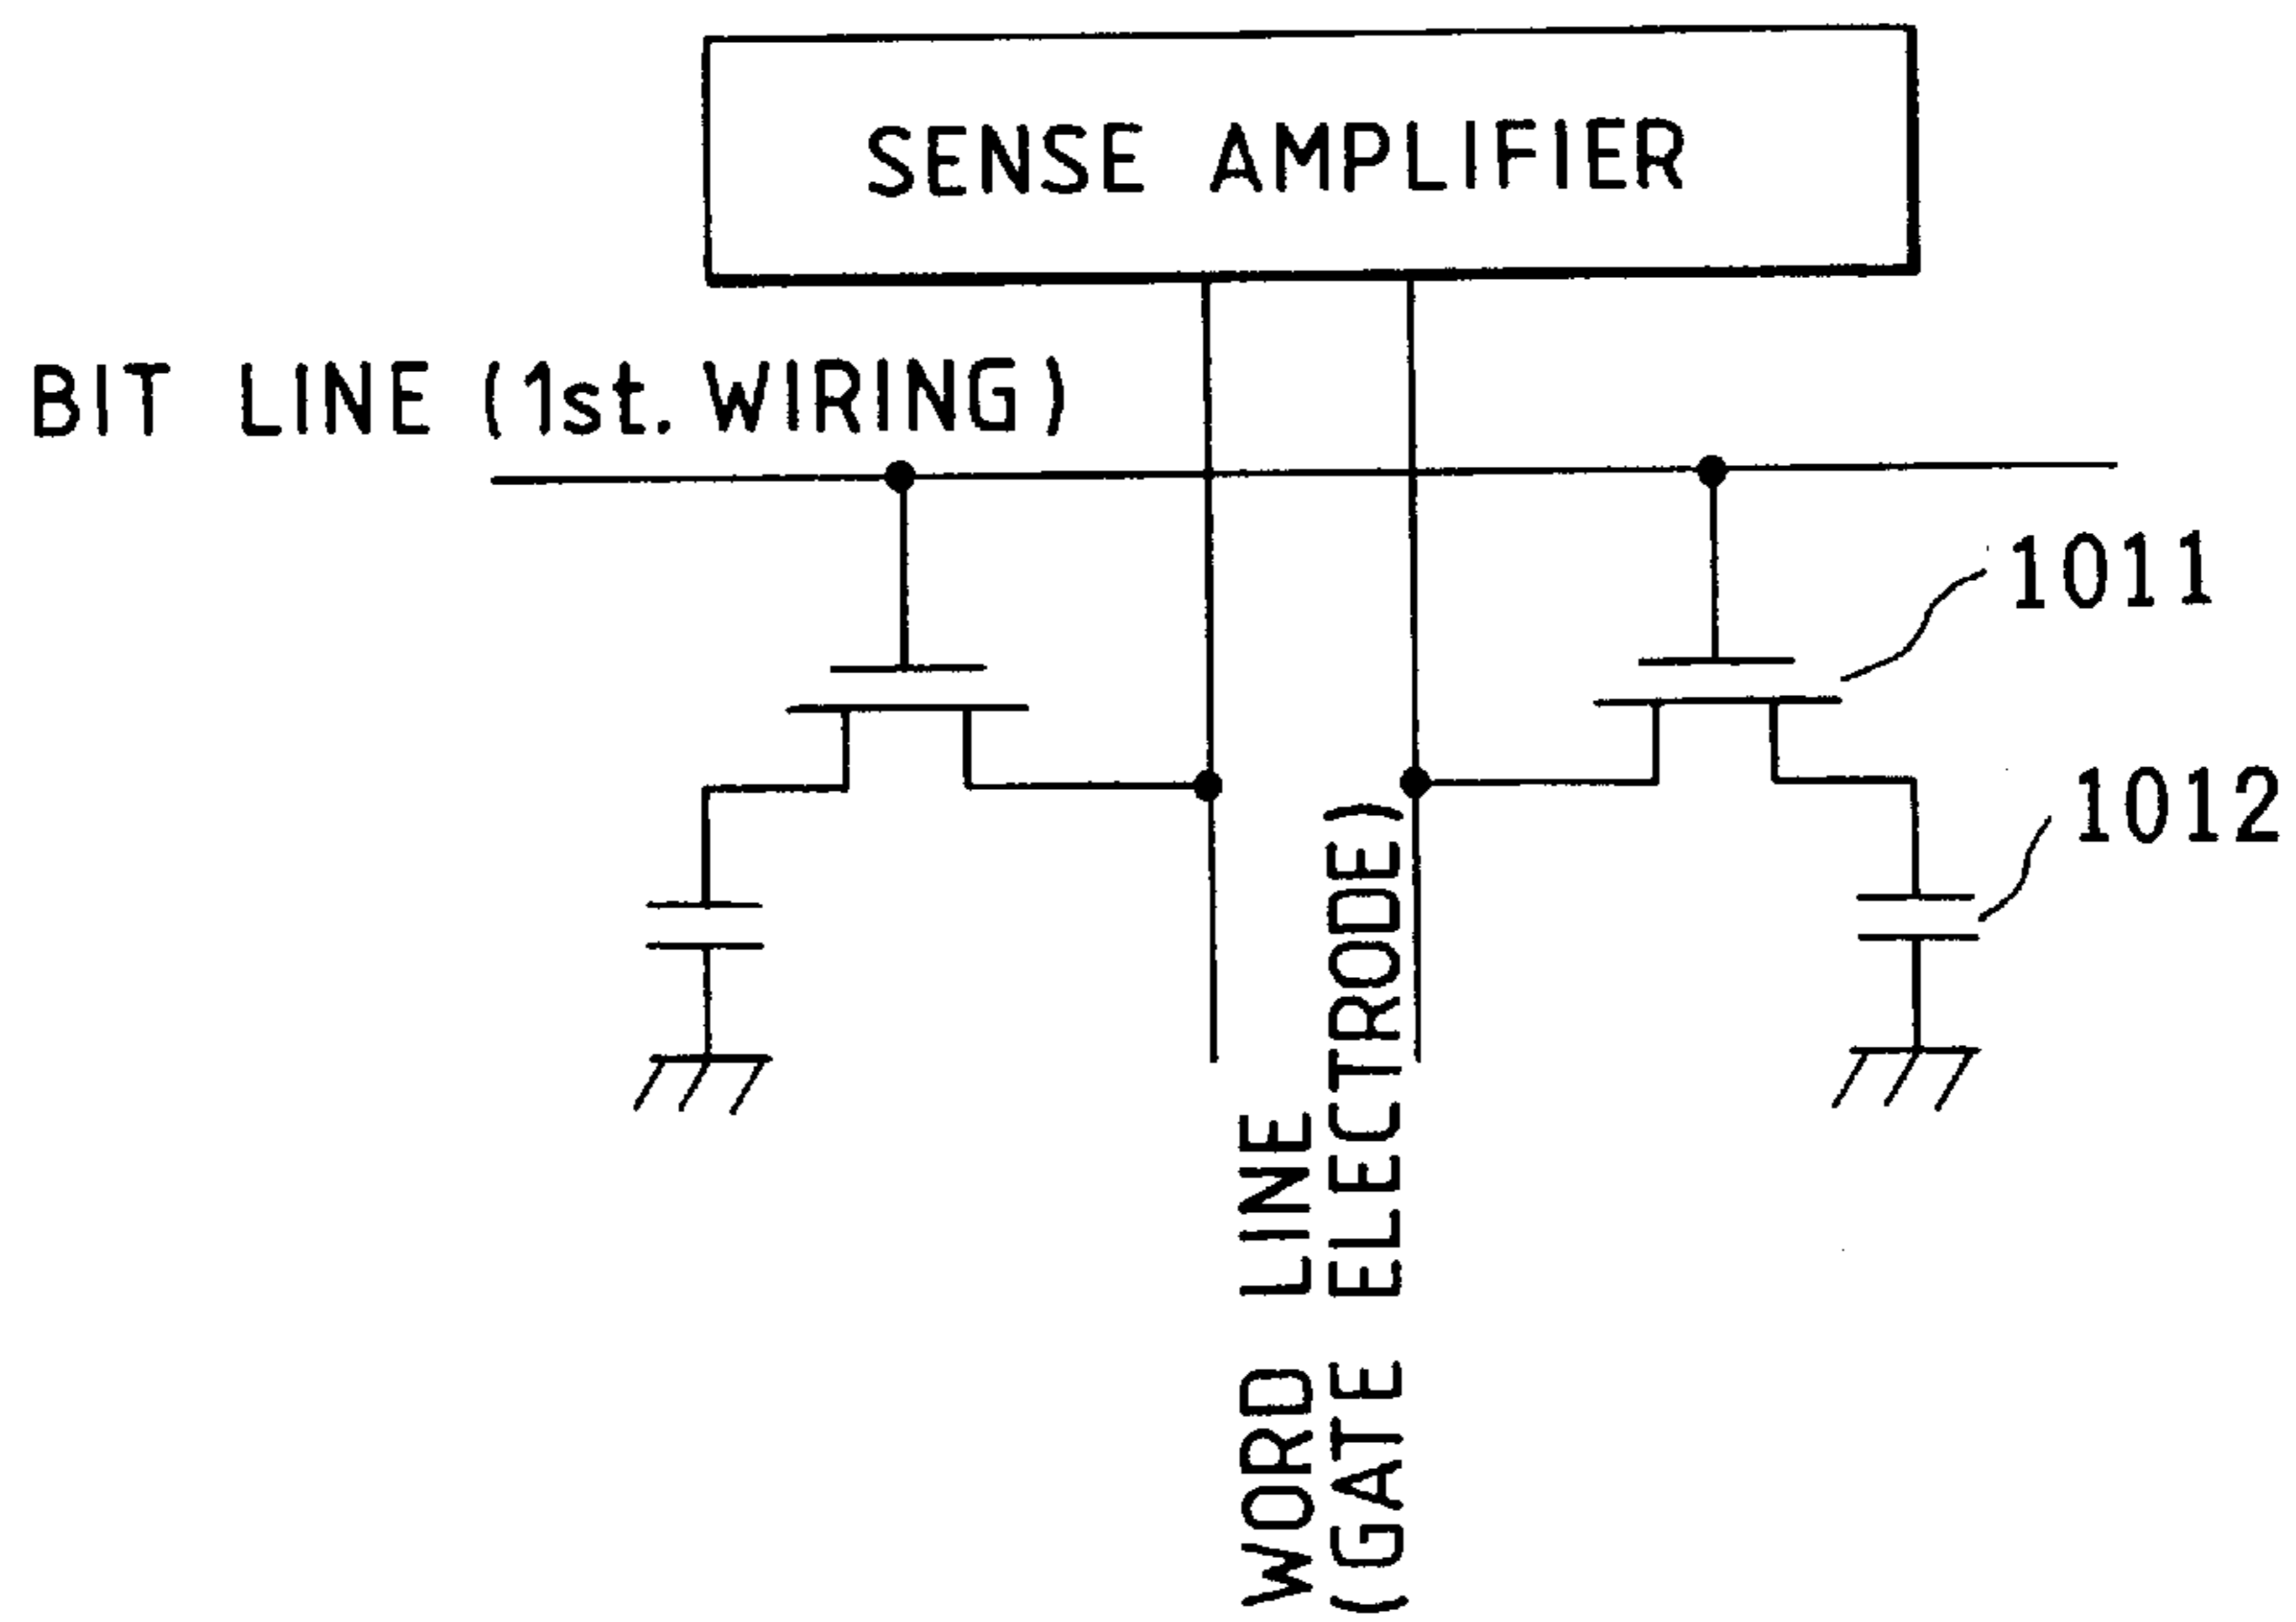 SENSE AMPLIFIER
BIT LINE (1st. WIRING)
1011
1012
WORD LINE
(GATE ELECTRODE)